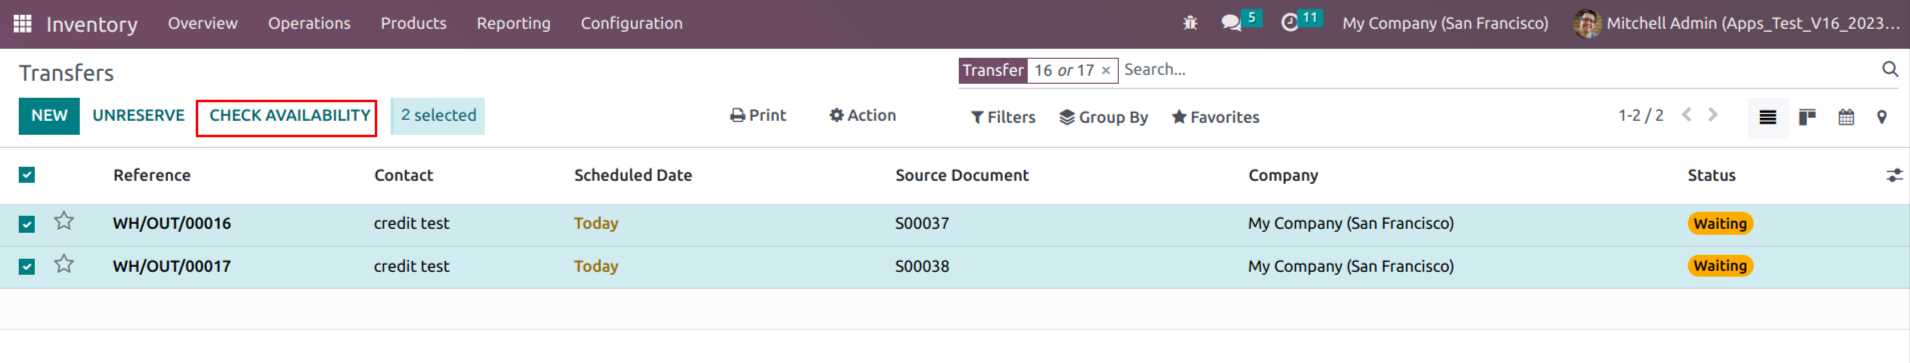 Inventory Overview Operations Products Reporting Configuration 5 11 My Company (San Francisco) Mitchell Admin (Apps_Test_V16_2023...
Transfers Transfer 16 or 17 × Search...
NEW UNRESERVE CHECK AVAILABILITY 2 selected Print Action Filters Group By Favorites 1-2 / 2
Reference Contact Scheduled Date Source Document Company Status
WH/OUT/00016 credit test Today S00037 My Company (San Francisco) Waiting
WH/OUT/00017 credit test Today S00038 My Company (San Francisco) Waiting